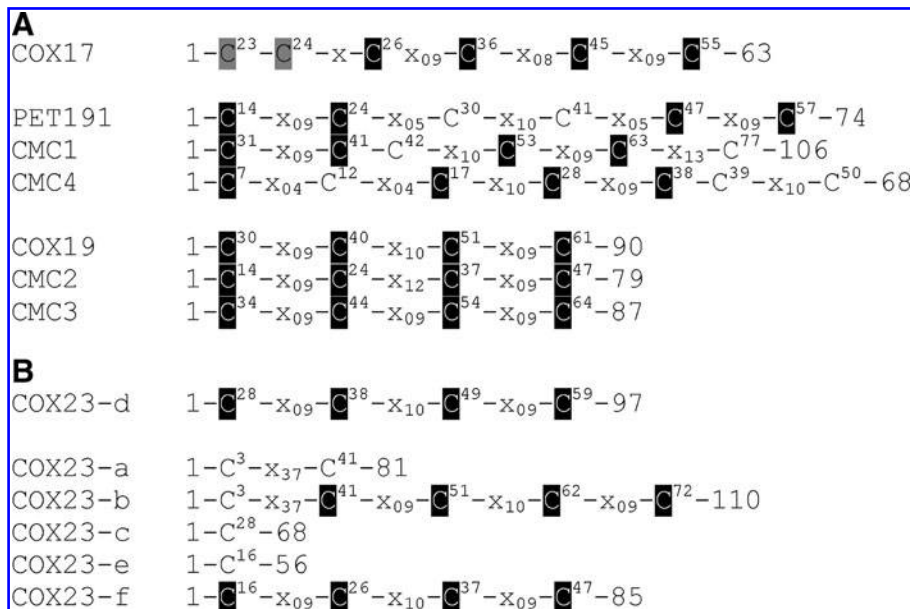 A
COX17 1-C²³-C²⁴-x-C²⁶x₀₉-C³⁶-x₀₈-C⁴⁵-x₀₉-C⁵⁵-63
PET191 1-C¹⁴-x₀₉-C²⁴-x₀₅-C³⁰-x₁₀-C⁴¹-x₀₅-C⁴⁷-x₀₉-C⁵⁷-74
CMC1 1-C³¹-x₀₉-C⁴¹-C⁴²-x₁₀-C⁵³-x₀₉-C⁶³-x₁₃-C⁷⁷-106
CMC4 1-C⁷-x₀₄-C¹²-x₀₄-C¹⁷-x₁₀-C²⁸-x₀₉-C³⁸-C³⁹-x₁₀-C⁵⁰-68
COX19 1-C³⁰-x₀₉-C⁴⁰-x₁₀-C⁵¹-x₀₉-C⁶¹-90
CMC2 1-C¹⁴-x₀₉-C²⁴-x₁₂-C³⁷-x₀₉-C⁴⁷-79
CMC3 1-C³⁴-x₀₉-C⁴⁴-x₀₉-C⁵⁴-x₀₉-C⁶⁴-87
B
COX23-d 1-C²⁸-x₀₉-C³⁸-x₁₀-C⁴⁹-x₀₉-C⁵⁹-97
COX23-a 1-C³-x₃₇-C⁴¹-81
COX23-b 1-C³-x₃₇-C⁴¹-x₀₉-C⁵¹-x₁₀-C⁶²-x₀₉-C⁷²-110
COX23-c 1-C²⁸-68
COX23-e 1-C¹⁶-56
COX23-f 1-C¹⁶-x₀₉-C²⁶-x₁₀-C³⁷-x₀₉-C⁴⁷-85